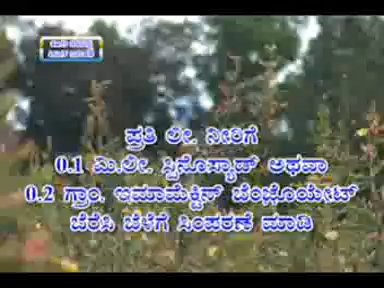 ಪ್ರತಿ ಲೀ. ನೀರಿಗೆ
0.1 ಮಿ.ಲೀ. ಸ್ಪಿನೊಸ್ಯಾಡ್ ಅಥವಾ
0.2 ಗ್ರಾಂ. ಇಮಾಮೆಕ್ಟಿನ್ ಬೆಂಜೊಯೇಟ್
ಬೆರೆಸಿ ಬೆಳೆಗೆ ಸಿಂಪರಣೆ ಮಾಡಿ